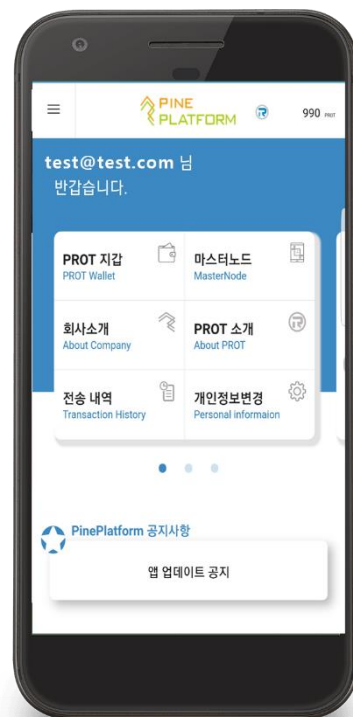 PINE
PLATFORM
990 PROT
test@test.com 님
반갑습니다.
PROT 지갑
PROT Wallet
마스터노드
MasterNode
회사소개
About Company
PROT 소개
About PROT
전송 내역
Transaction History
개인정보변경
Personal informaion
PinePlatform 공지사항
앱 업데이트 공지